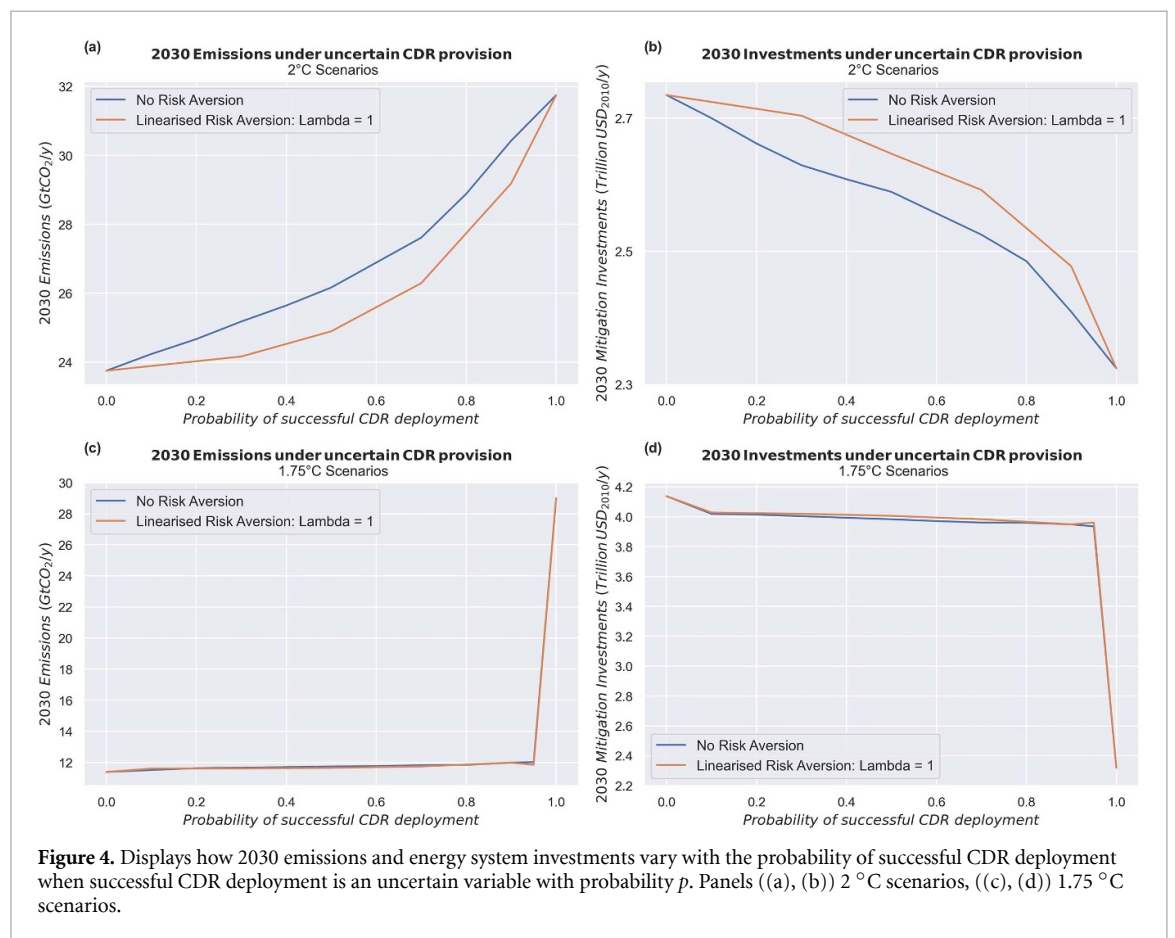 (a)
2030 Emissions under uncertain CDR provision
2°C Scenarios
No Risk Aversion
Linearised Risk Aversion: Lambda = 1
2030 Emissions (GtCO₂/y)
32
30
28
26
24
0.0 0.2 0.4 0.6 0.8 1.0
Probability of successful CDR deployment
(b)
2030 Investments under uncertain CDR provision
2°C Scenarios
No Risk Aversion
Linearised Risk Aversion: Lambda = 1
2030 Mitigation Investments (Trillion USD₂₀₁₀/y)
2.7
2.5
2.3
0.0 0.2 0.4 0.6 0.8 1.0
Probability of successful CDR deployment
(c)
2030 Emissions under uncertain CDR provision
1.75°C Scenarios
No Risk Aversion
Linearised Risk Aversion: Lambda = 1
2030 Emissions (GtCO₂/y)
30
28
26
24
22
20
18
16
14
12
0.0 0.2 0.4 0.6 0.8 1.0
Probability of successful CDR deployment
(d)
2030 Investments under uncertain CDR provision
1.75°C Scenarios
2030 Mitigation Investments (Trillion USD₂₀₁₀/y)
4.2
4.0
3.8
3.6
3.4
3.2
3.0
2.8
2.6
2.4
2.2
No Risk Aversion
Linearised Risk Aversion: Lambda = 1
0.0 0.2 0.4 0.6 0.8 1.0
Probability of successful CDR deployment
Figure 4. Displays how 2030 emissions and energy system investments vary with the probability of successful CDR deployment
when successful CDR deployment is an uncertain variable with probability p. Panels ((a), (b)) 2 °C scenarios, ((c), (d)) 1.75 °C
scenarios.